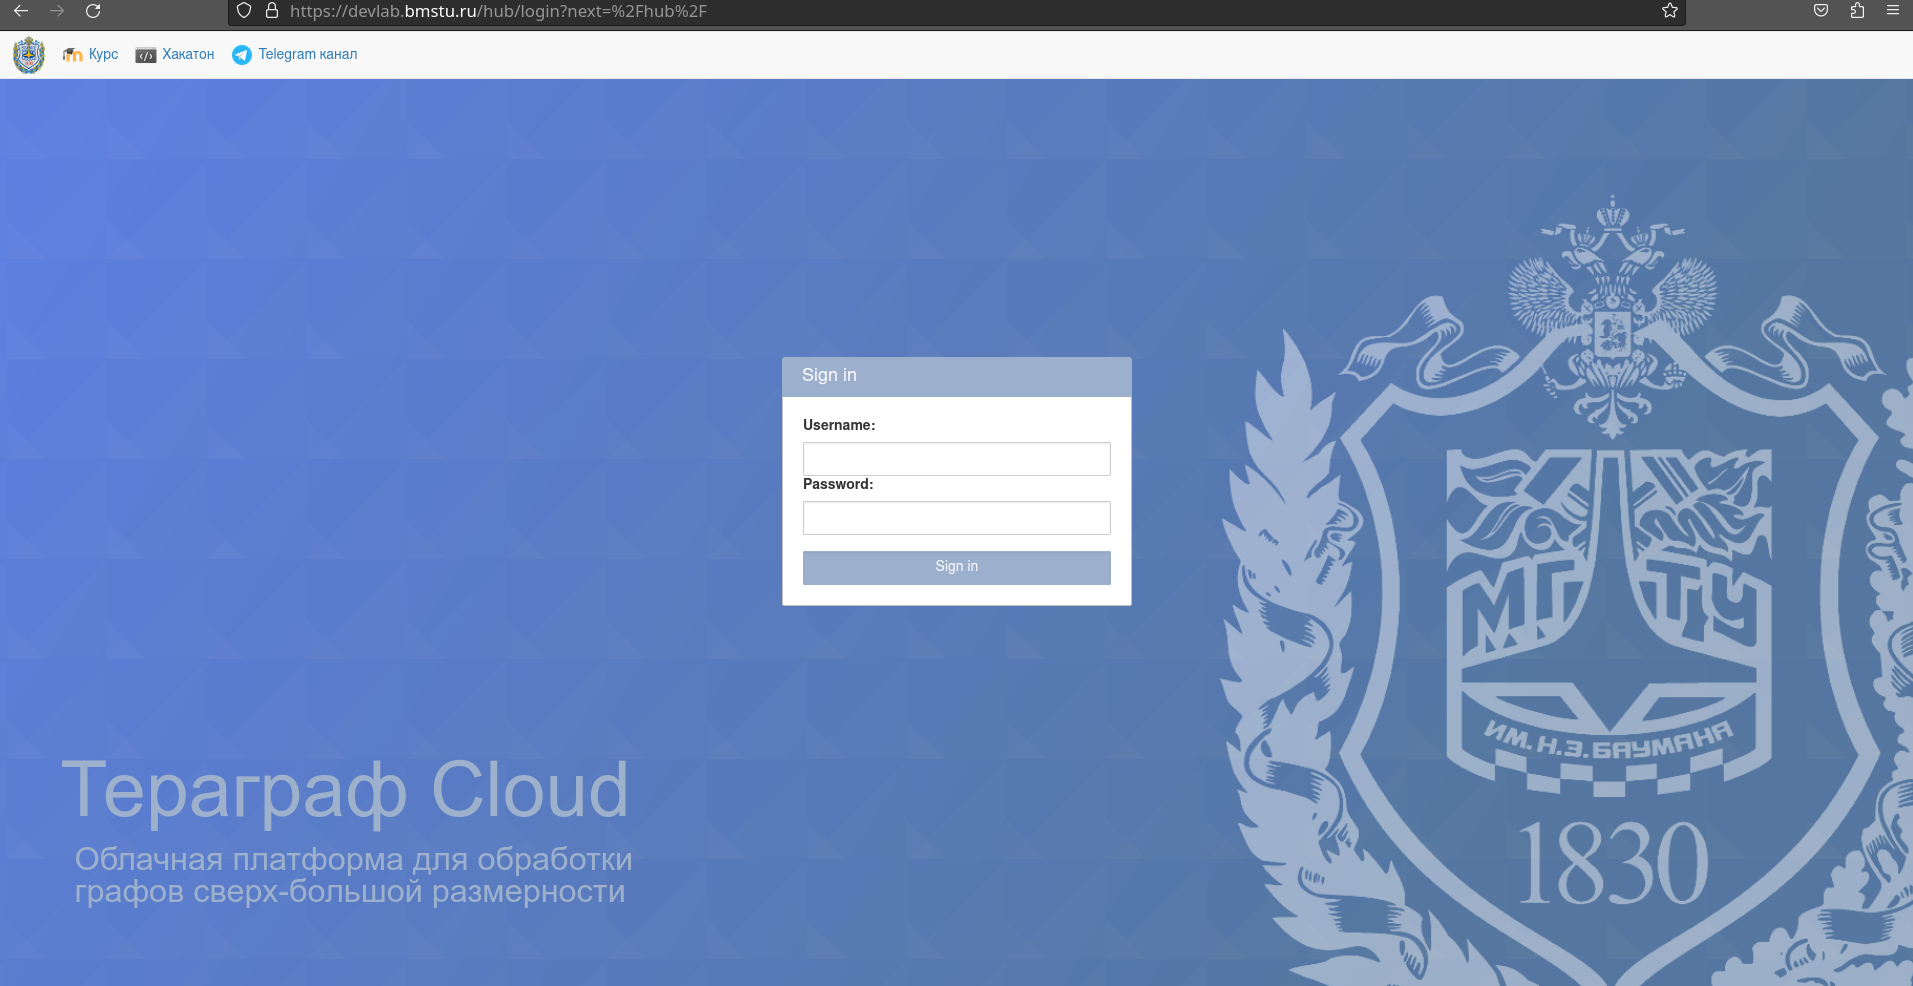 https://devlab.bmstu.ru/hub/login?next=%2Fhub%2F
Курс
Хакатон
Telegram канал
Sign in
Username:
Password:
Sign in
МГТУ
ИМ. Н.Э. БАУМАНА
1830
Тераграф Cloud
Облачная платформа для обработки
графов сверх-большой размерности